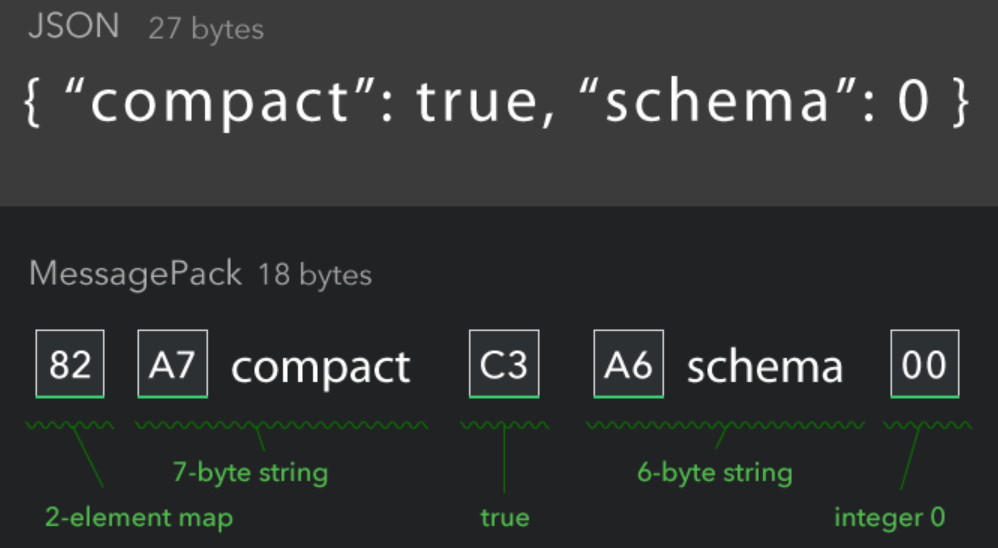 JSON 27 bytes
{ “compact”: true, “schema”: 0 }
MessagePack 18 bytes
82 A7 compact C3 A6 schema 00
7-byte string 6-byte string
2-element map true integer 0